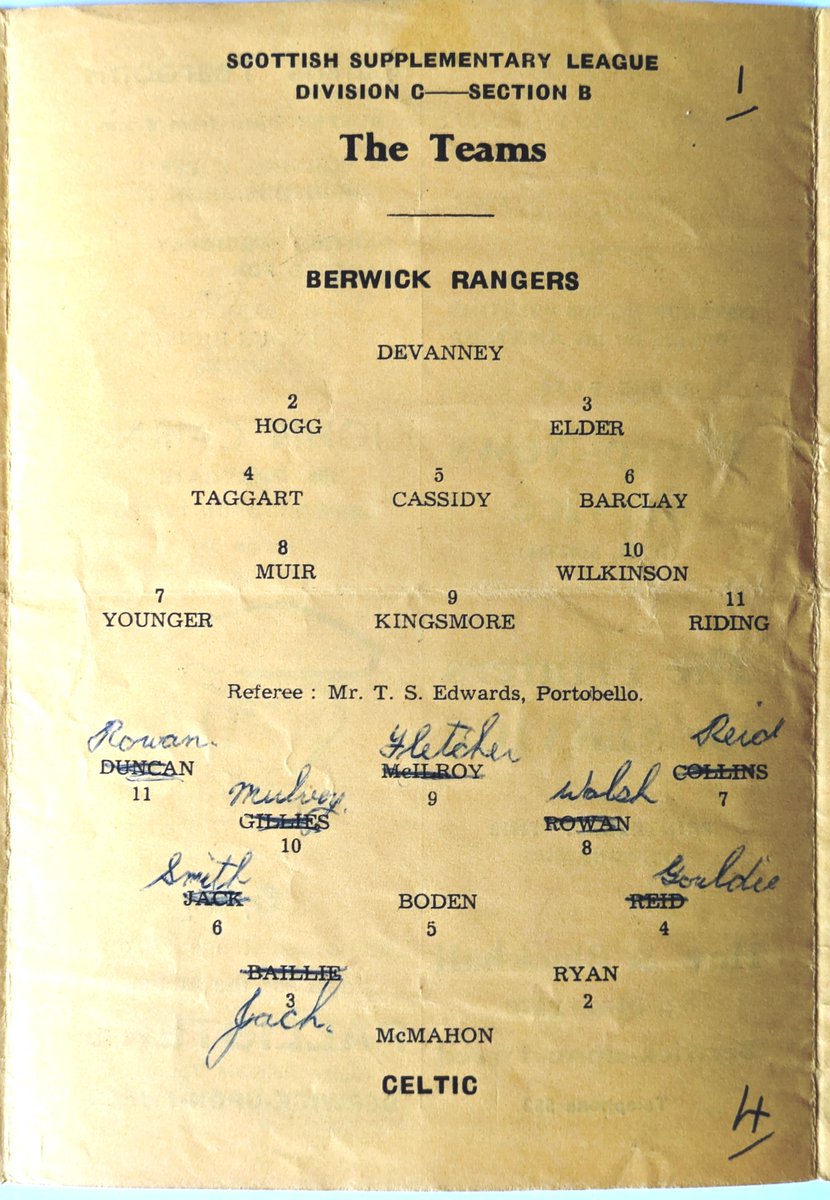 SCOTTISH SUPPLEMENTARY LEAGUE
DIVISION C——SECTION B
1
The Teams
BERWICK RANGERS
DEVANNEY
2 3
HOGG ELDER
4 5 6
TAGGART CASSIDY BARCLAY
8 10
MUIR WILKINSON
7 9 11
YOUNGER KINGSMORE RIDING
Referee : Mr. T. S. Edwards, Portobello.
Rowan. Fletcher Reid
DUNCAN McILROY COLLINS
11 9 7
Mulvey. Walsh
GILLIES ROWAN
10 8
Smith Gouldie
JACK BODEN REID
6 5 4
BAILLIE RYAN
3 2
Jack.
McMAHON
CELTIC
4